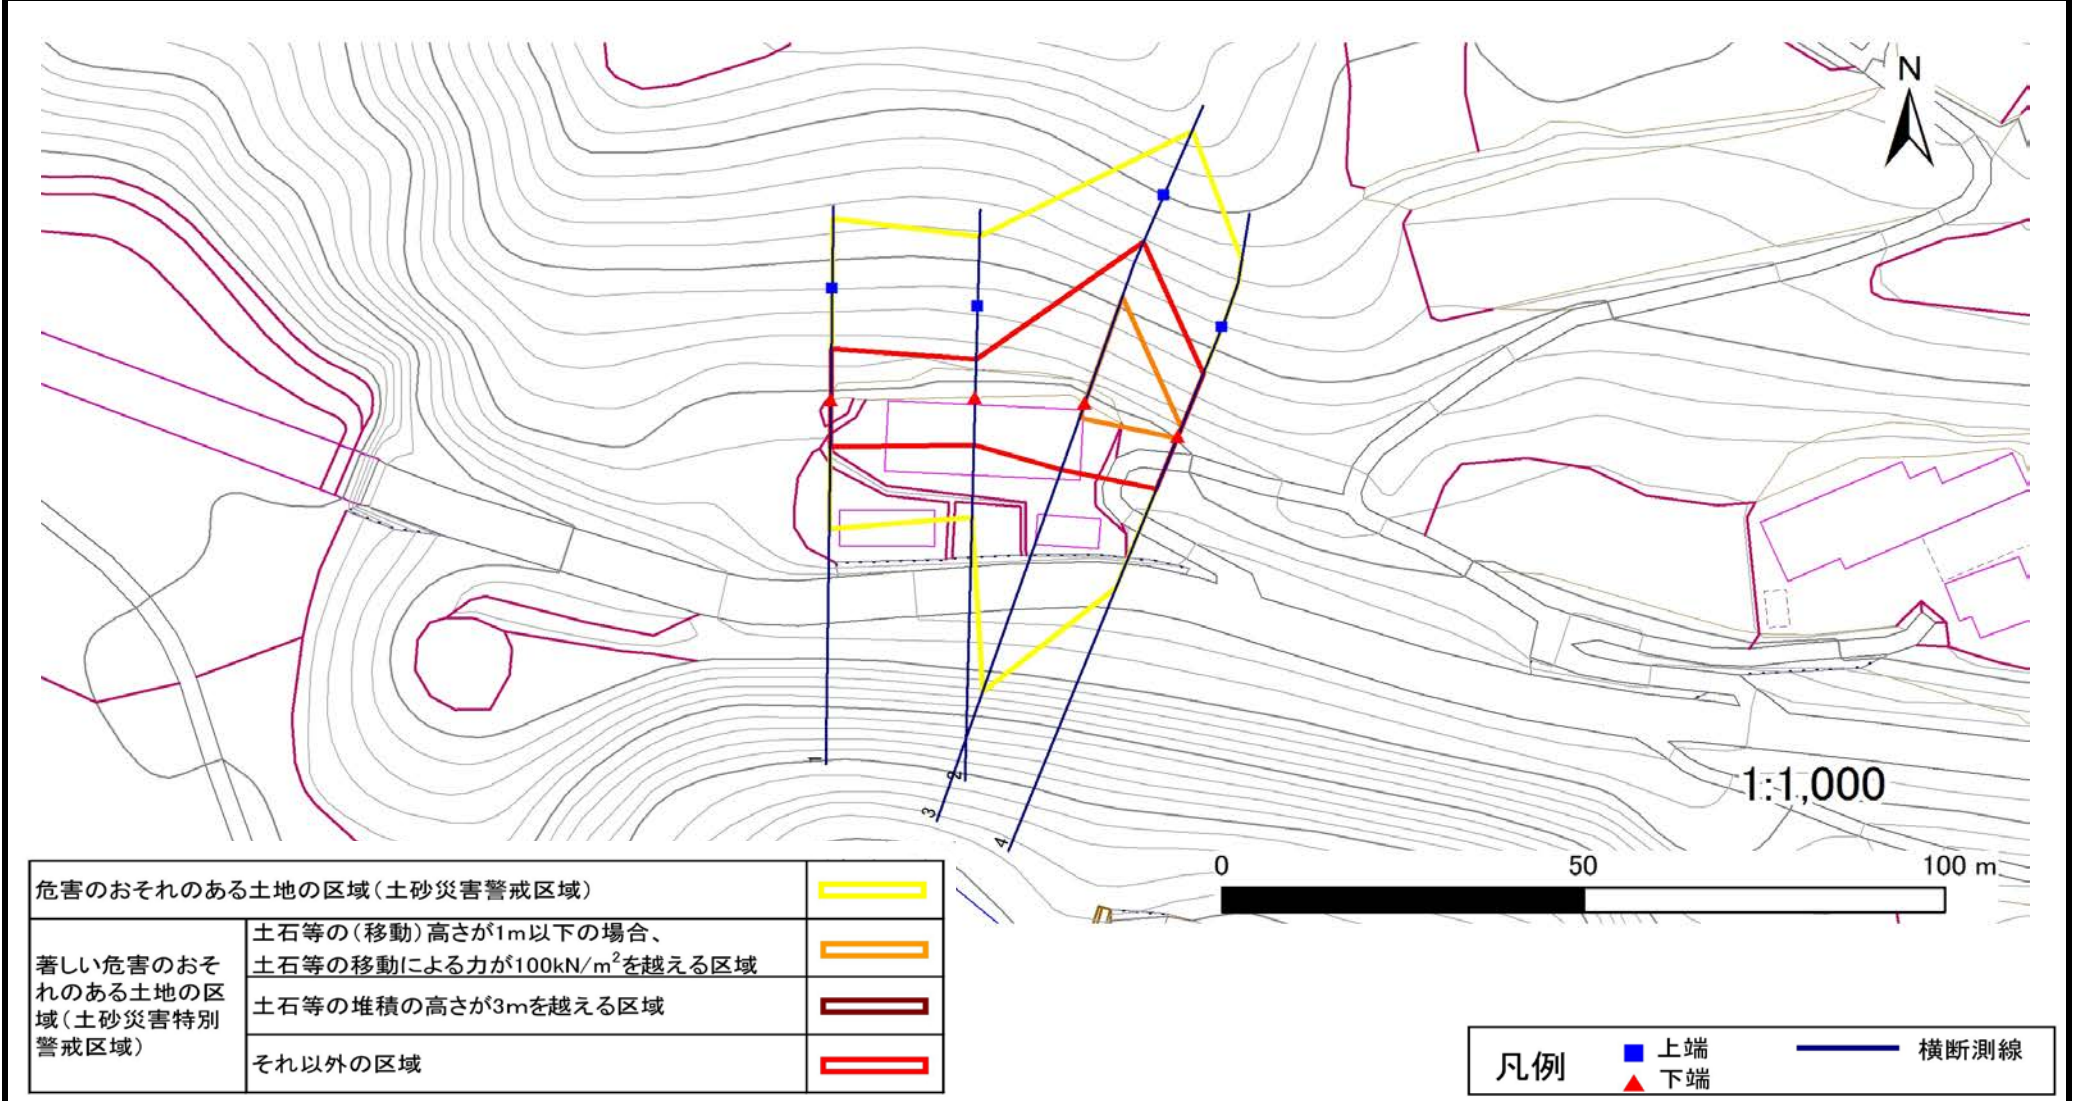 N
1
2
3
4
1:1,000
0 50 100 m
危害のおそれのある土地の区域(土砂災害警戒区域)
著しい危害のおそ
れのある土地の区
域(土砂災害特別
警戒区域)
土石等の(移動)高さが1m以下の場合、
土石等の移動による力が100kN/m²を越える区域
土石等の堆積の高さが3mを越える区域
それ以外の区域
凡例
上端
下端
横断測線